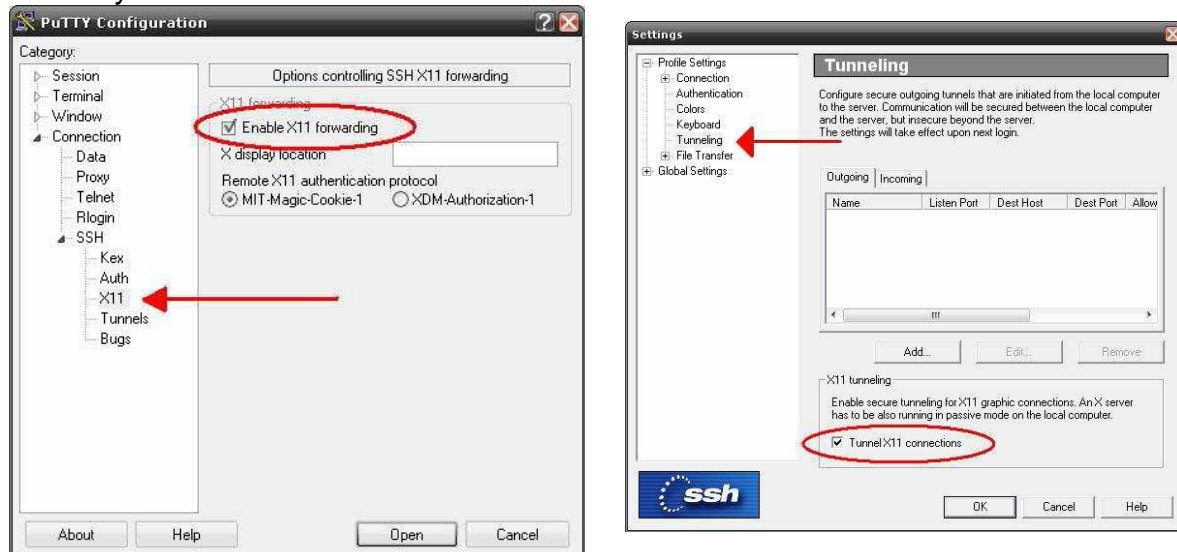 PuTTY Configuration
Category:
Session
Terminal
Window
Connection
Data
Proxy
Telnet
Rlogin
SSH
Kex
Auth
X11
Tunnels
Bugs
Options controlling SSH X11 forwarding
X11 forwarding
Enable X11 forwarding
X display location
Remote X11 authentication protocol
MIT-Magic-Cookie-1 XDM-Authorization-1
About Help Open Cancel
Settings
Profile Settings
Connection
Authentication
Colors
Keyboard
Tunneling
File Transfer
Global Settings
Tunneling
Configure secure outgoing tunnels that are initiated from the local computer
to the server. Communication will be secured between the local computer
and the server, but insecure beyond the server.
The settings will take effect upon next login.
Outgoing Incoming
Name Listen Port Dest Host Dest Port Allow
Add... Edit... Remove
X11 tunneling
Enable secure tunneling for X11 graphic connections. An X server
has to be also running in passive mode on the local computer.
Tunnel X11 connections
ssh
OK Cancel Help